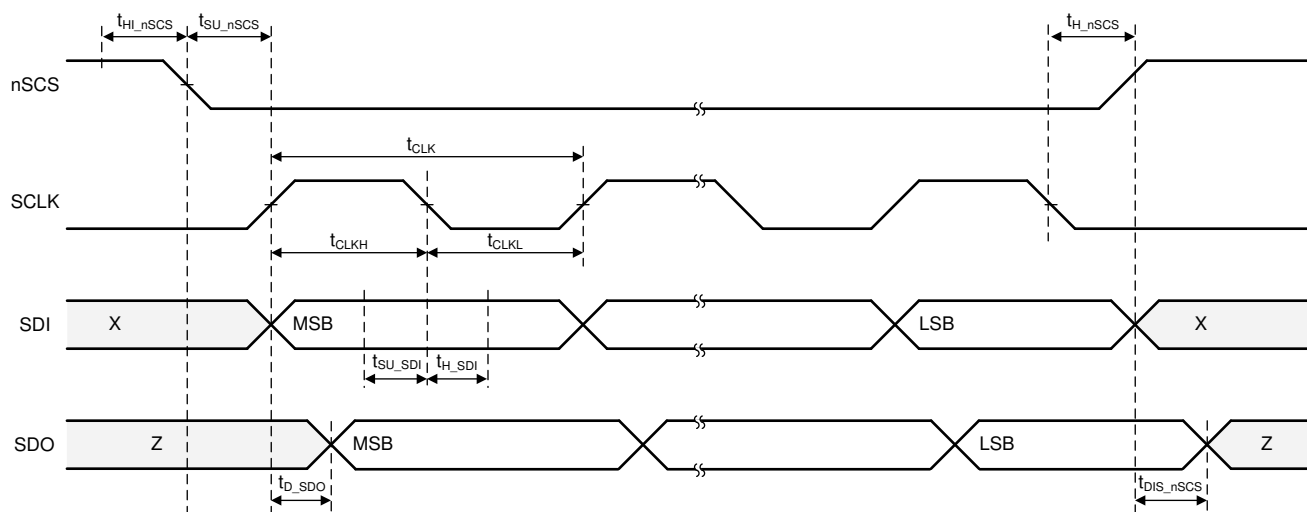 tHI_nSCS tSU_nSCS tH_nSCS
nSCS
tCLK
SCLK
tCLKH tCLKL
SDI X MSB LSB X
tSU_SDI tH_SDI
SDO Z MSB LSB Z
tD_SDO tDIS_nSCS